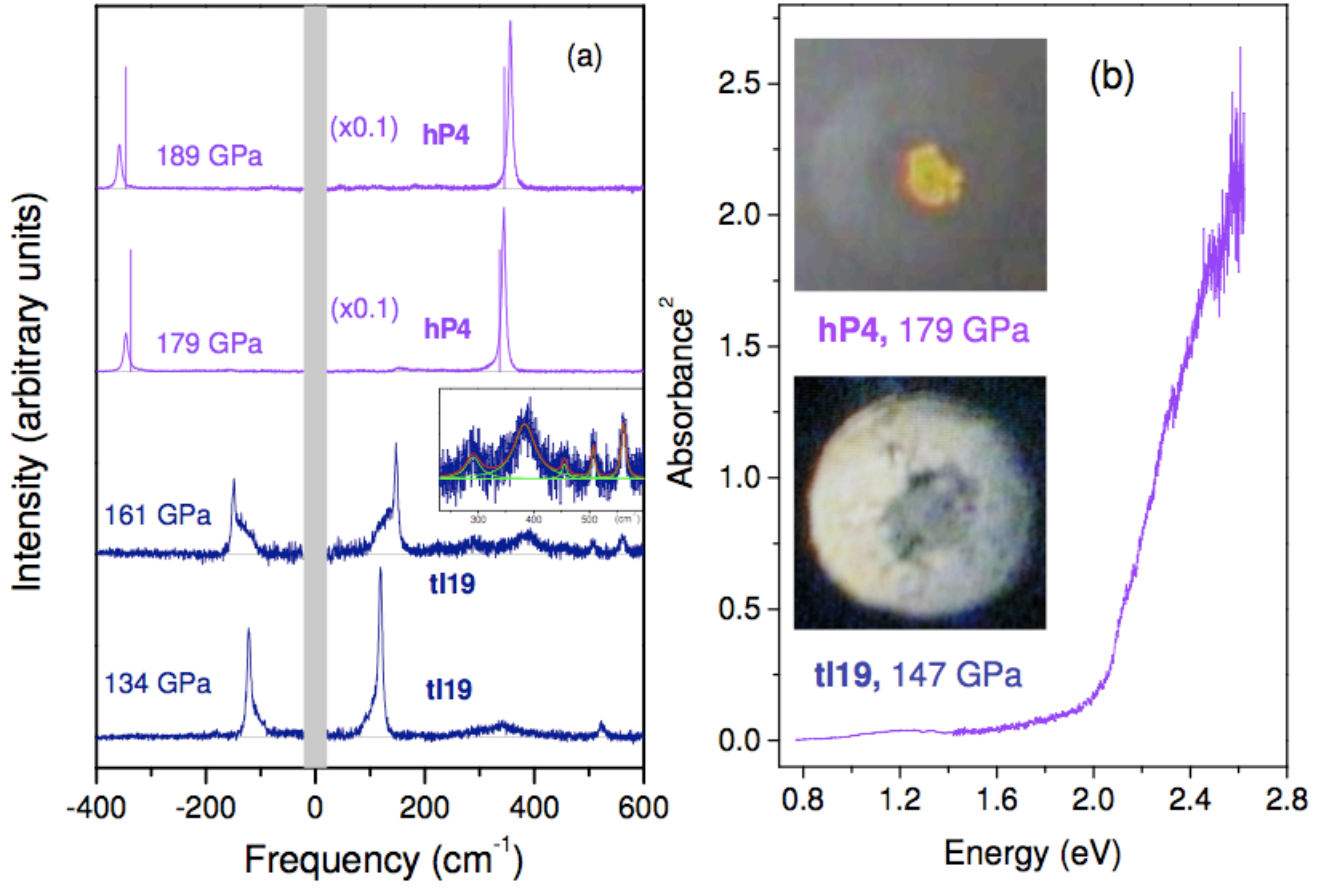 (a)
(x0.1)
hP4
189 GPa
(x0.1)
hP4
179 GPa
300 400 500 (cm⁻¹)
161 GPa
tI19
134 GPa
tI19
-400 -200 0 200 400 600
Frequency (cm⁻¹)
Intensity (arbitrary units)
(b)
hP4, 179 GPa
tI19, 147 GPa
2.5
2.0
1.5
1.0
0.5
0.0
Absorbance²
0.8 1.2 1.6 2.0 2.4 2.8
Energy (eV)